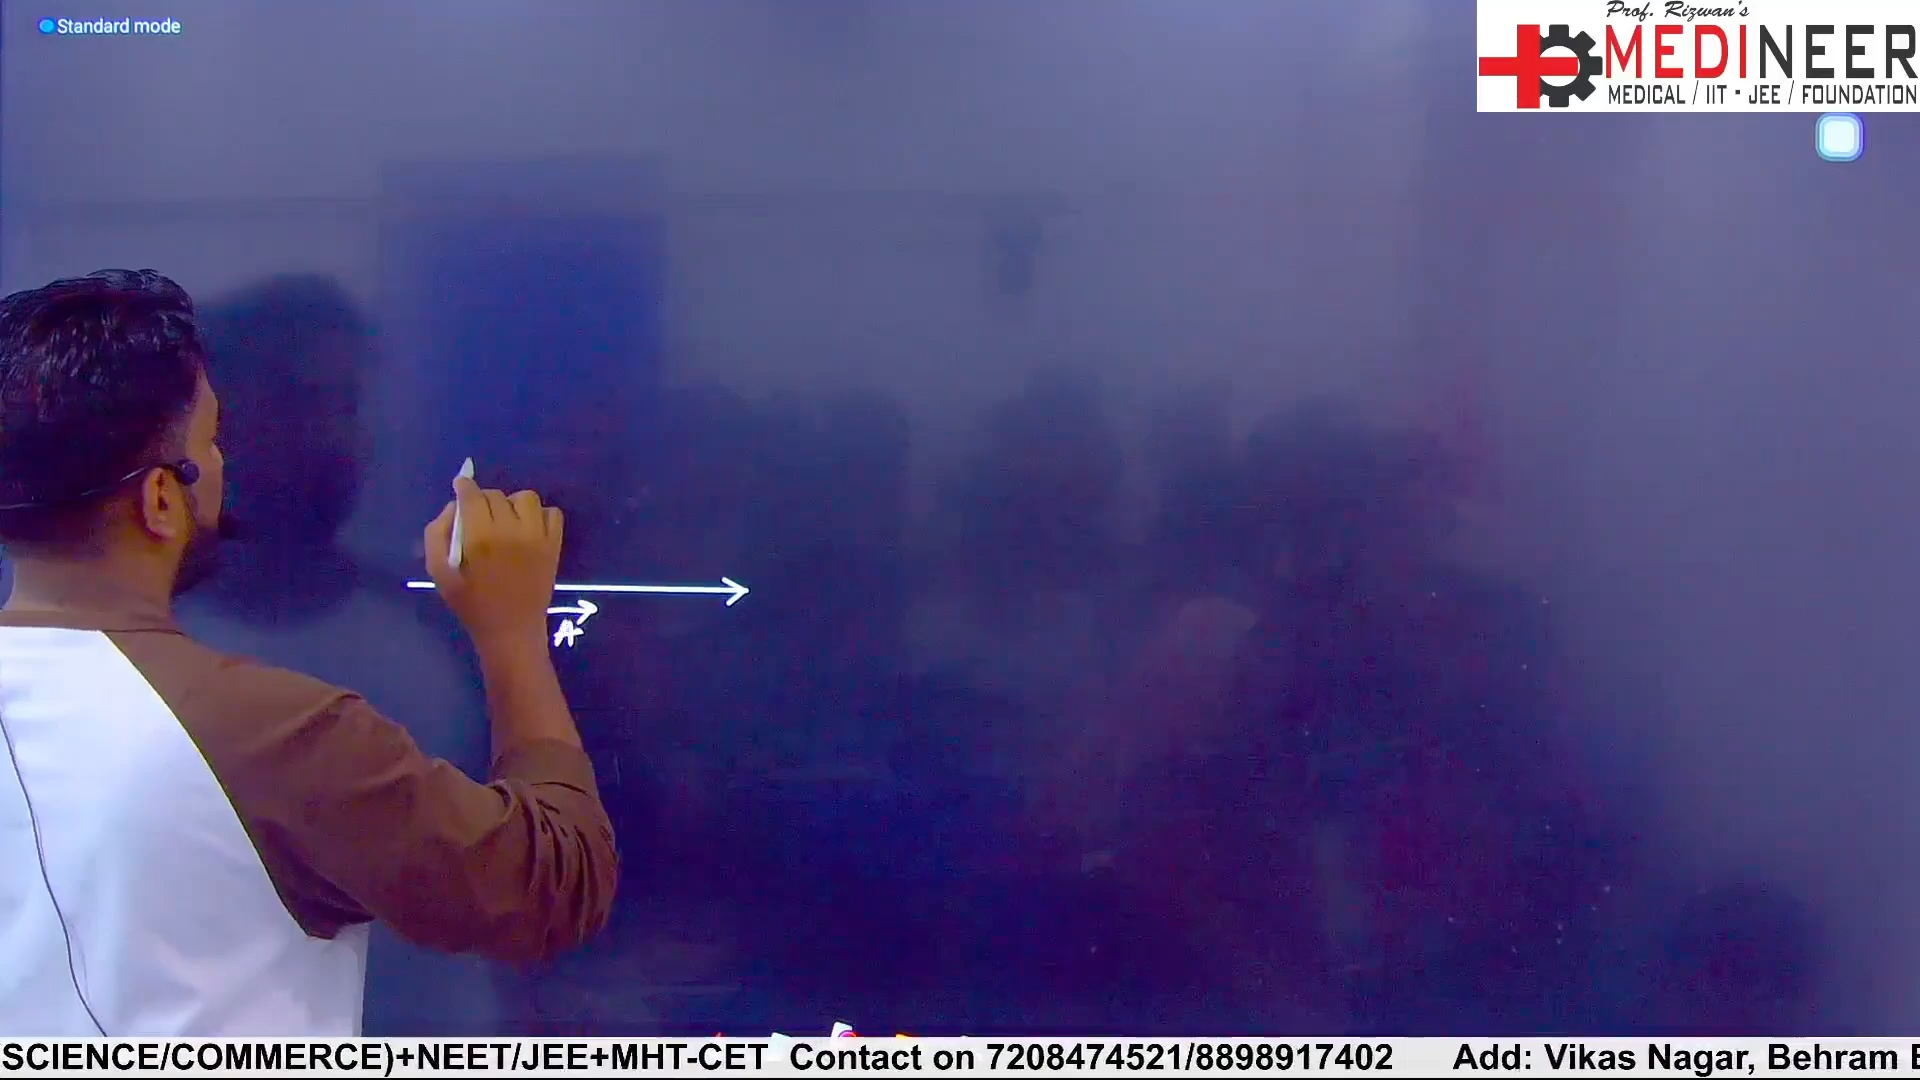 Standard mode
Prof. Rizwan's
MEDINEER
MEDICAL / IIT - JEE / FOUNDATION
A
SCIENCE/COMMERCE)+NEET/JEE+MHT-CET Contact on 7208474521/8898917402 Add: Vikas Nagar, Behram